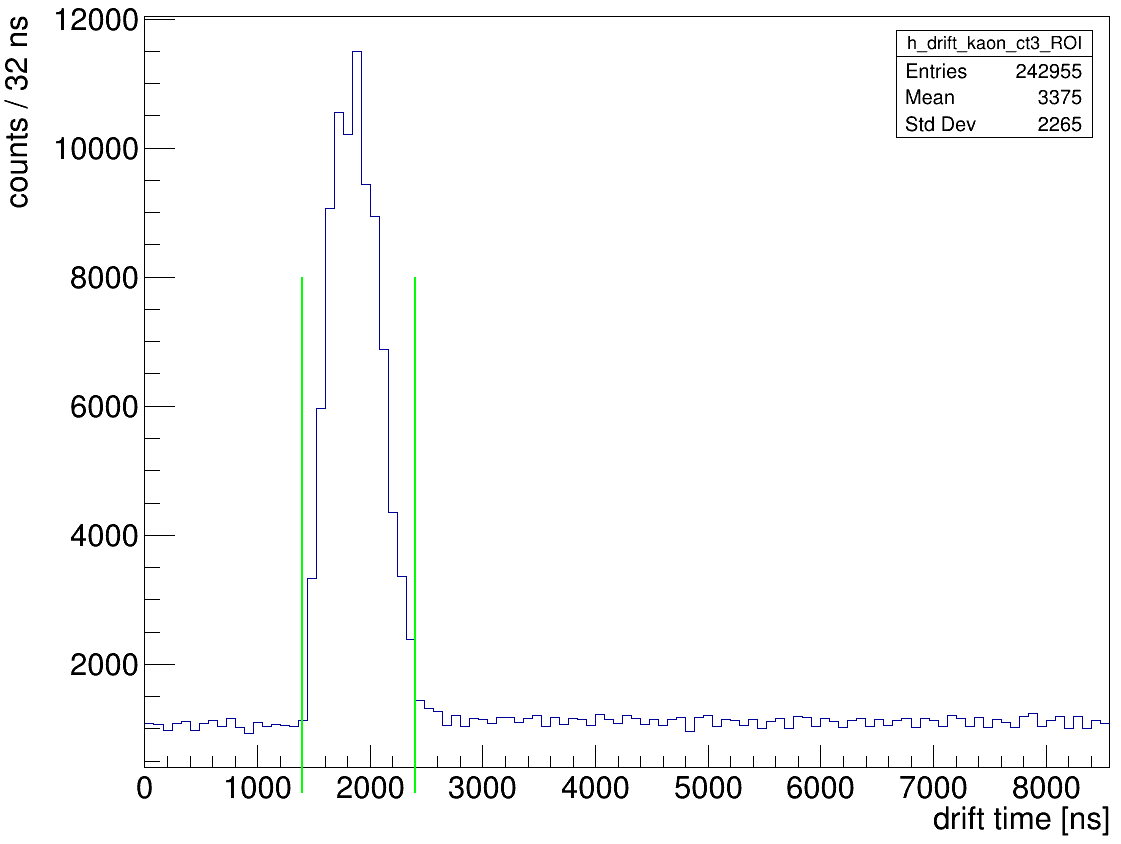 counts / 32 ns
12000
10000
8000
6000
4000
2000
h_drift_kaon_ct3_ROI
Entries 242955
Mean 3375
Std Dev 2265
0 1000 2000 3000 4000 5000 6000 7000 8000
drift time [ns]